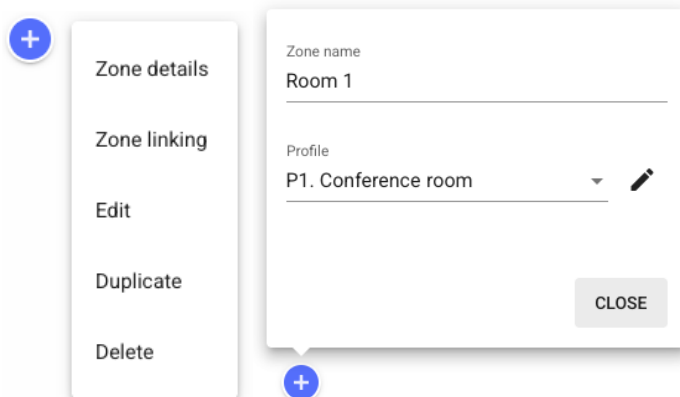 Zone details
Zone linking
Edit
Duplicate
Delete
Zone name
Room 1
Profile
P1. Conference room
CLOSE